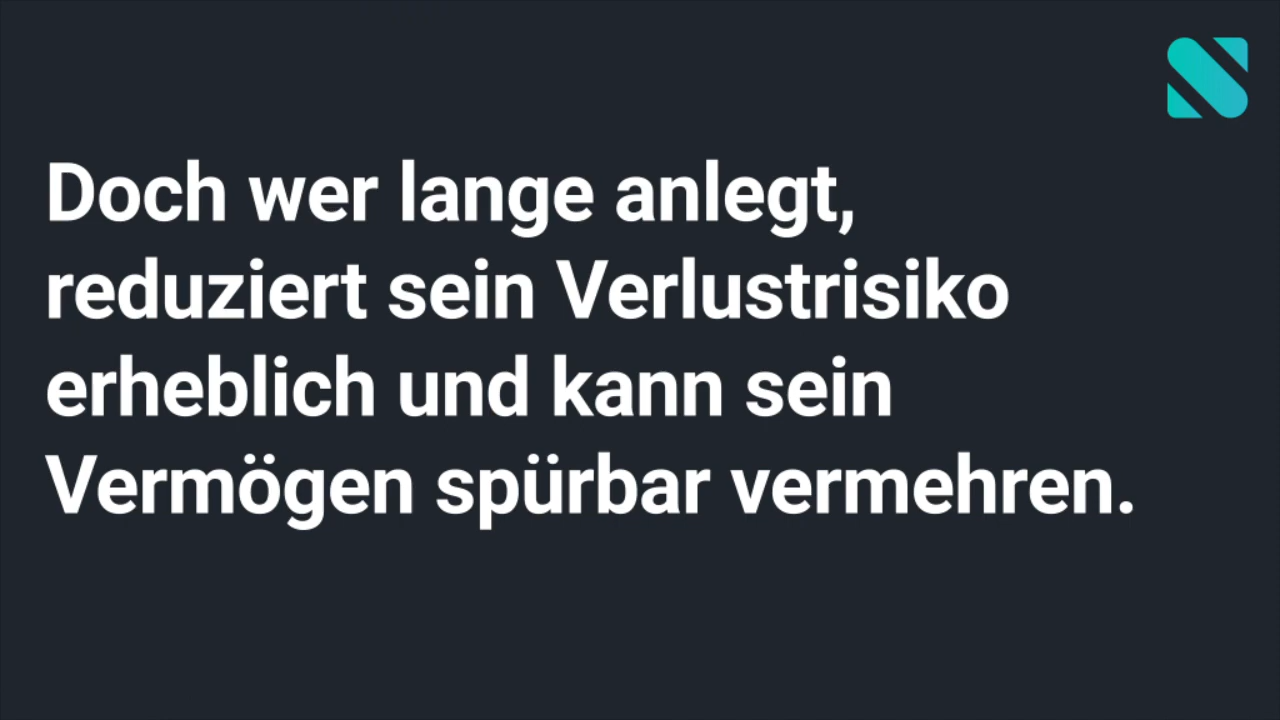 Doch wer lange anlegt,
reduziert sein Verlustrisiko
erheblich und kann sein
Vermögen spürbar vermehren.